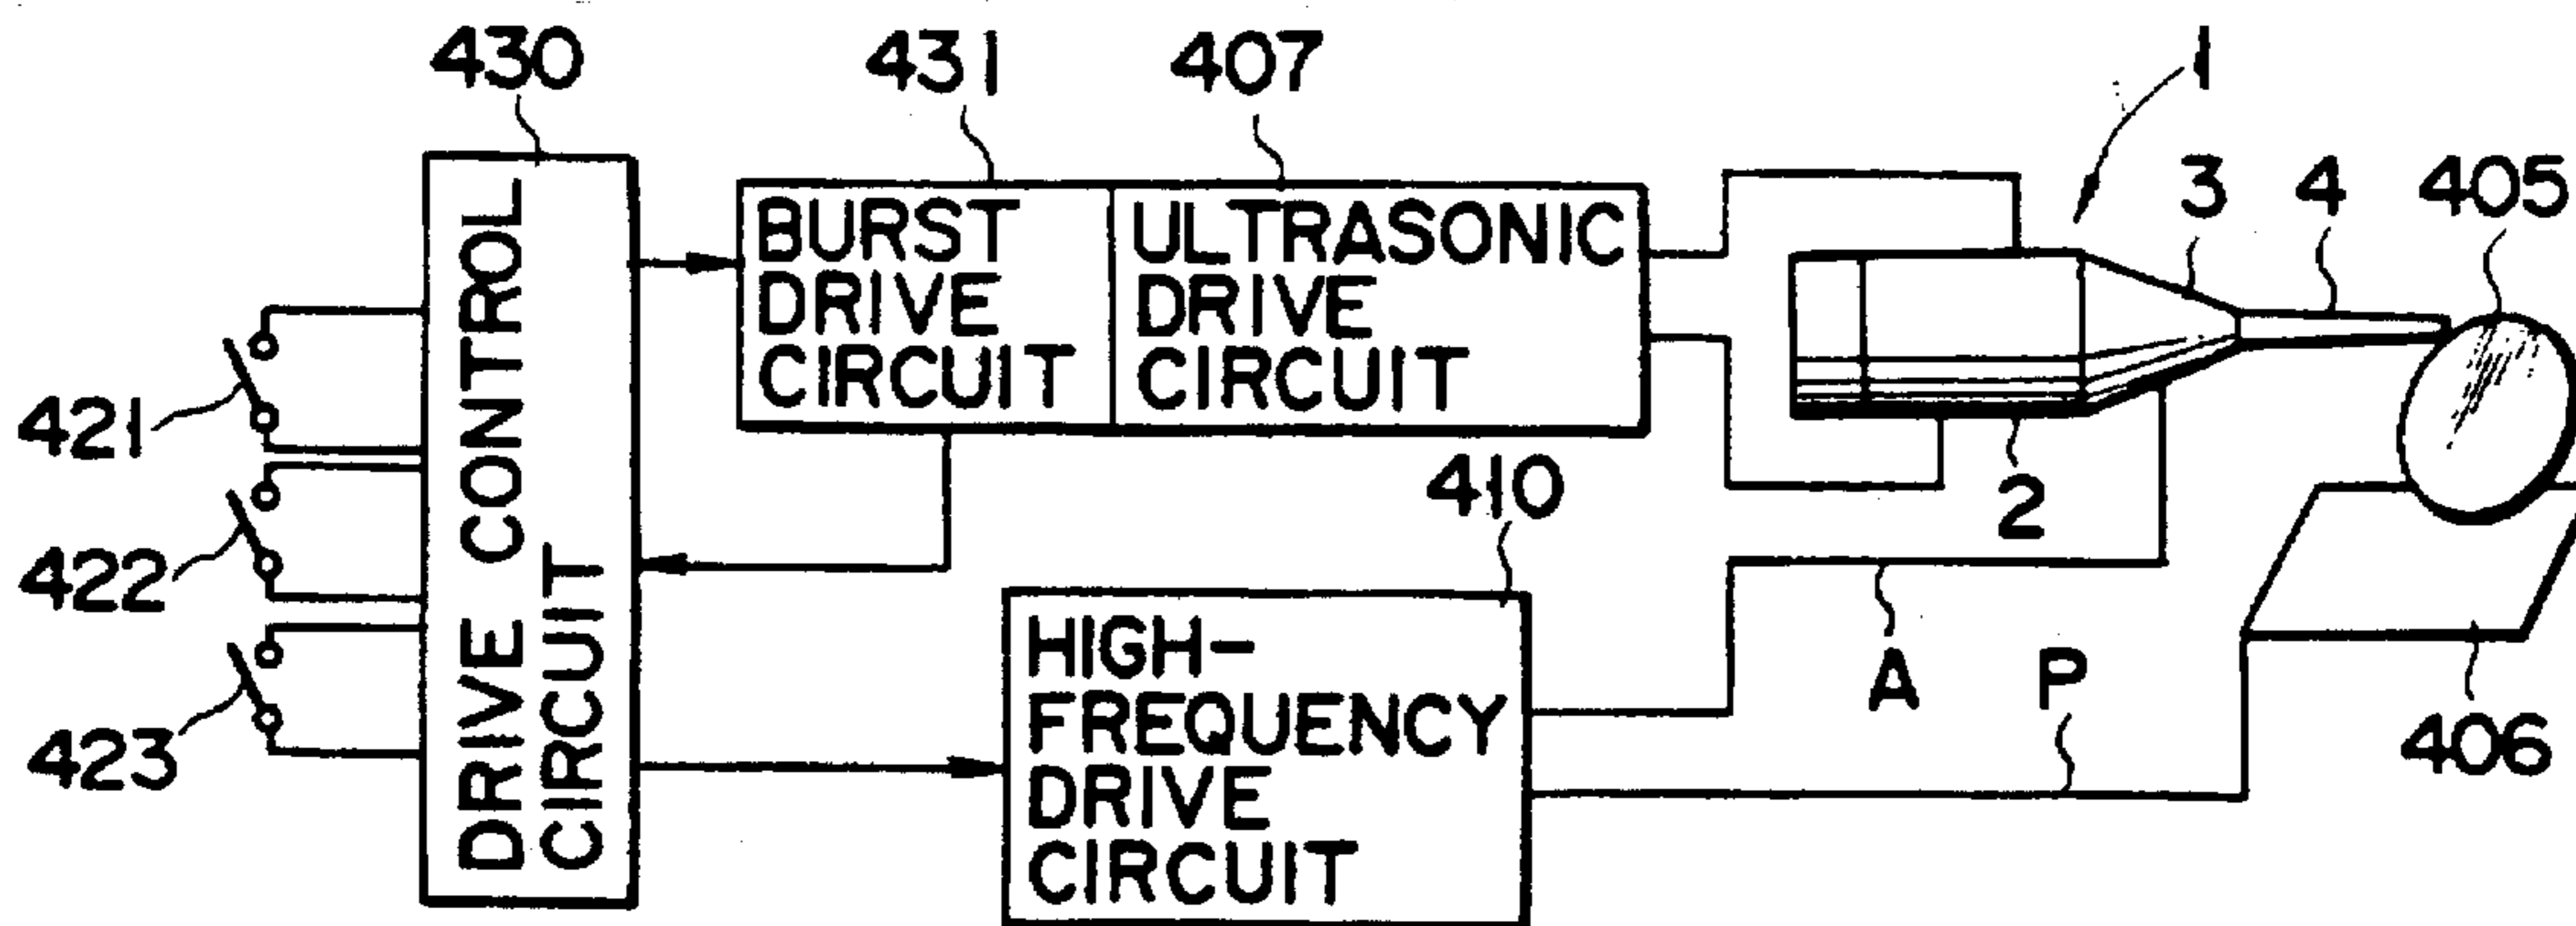 430
431
407
1
3
4
405
DRIVE CONTROL
CIRCUIT
BURST
DRIVE
CIRCUIT
ULTRASONIC
DRIVE
CIRCUIT
421
422
423
2
410
HIGH-
FREQUENCY
DRIVE
CIRCUIT
A
P
406